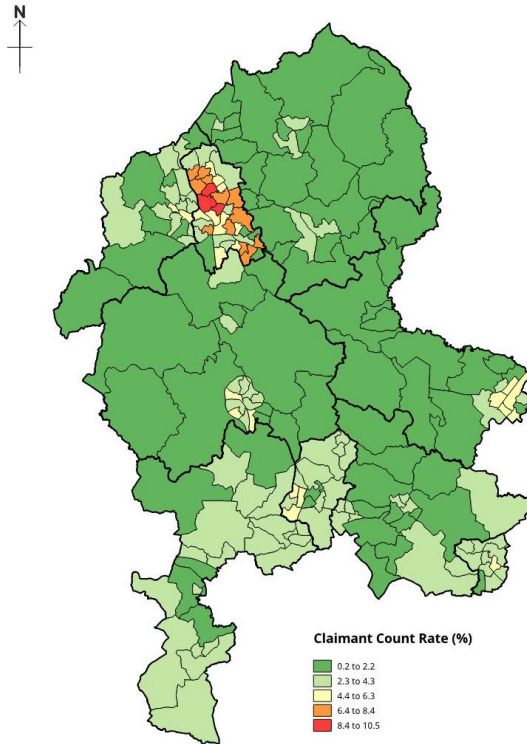 N
Claimant Count Rate (%)
0.2 to 2.2
2.3 to 4.3
4.4 to 6.3
6.4 to 8.4
8.4 to 10.5